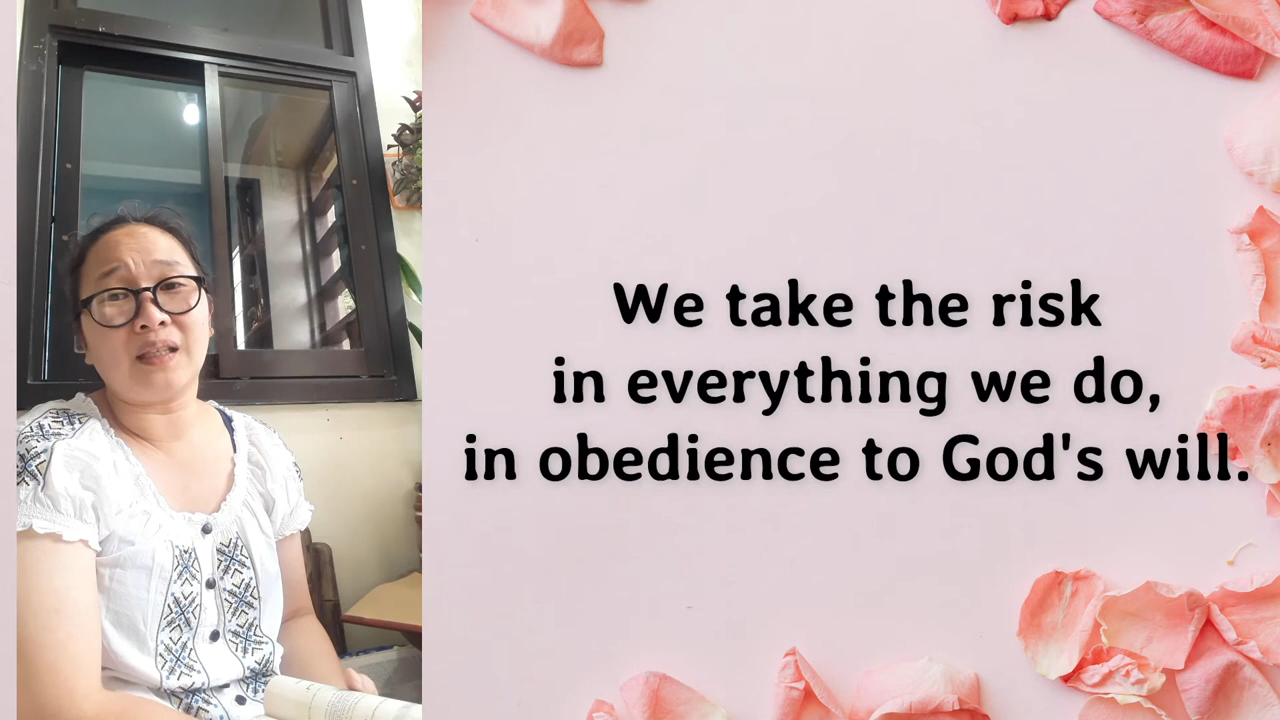 We take the risk
in everything we do,
in obedience to God's will.